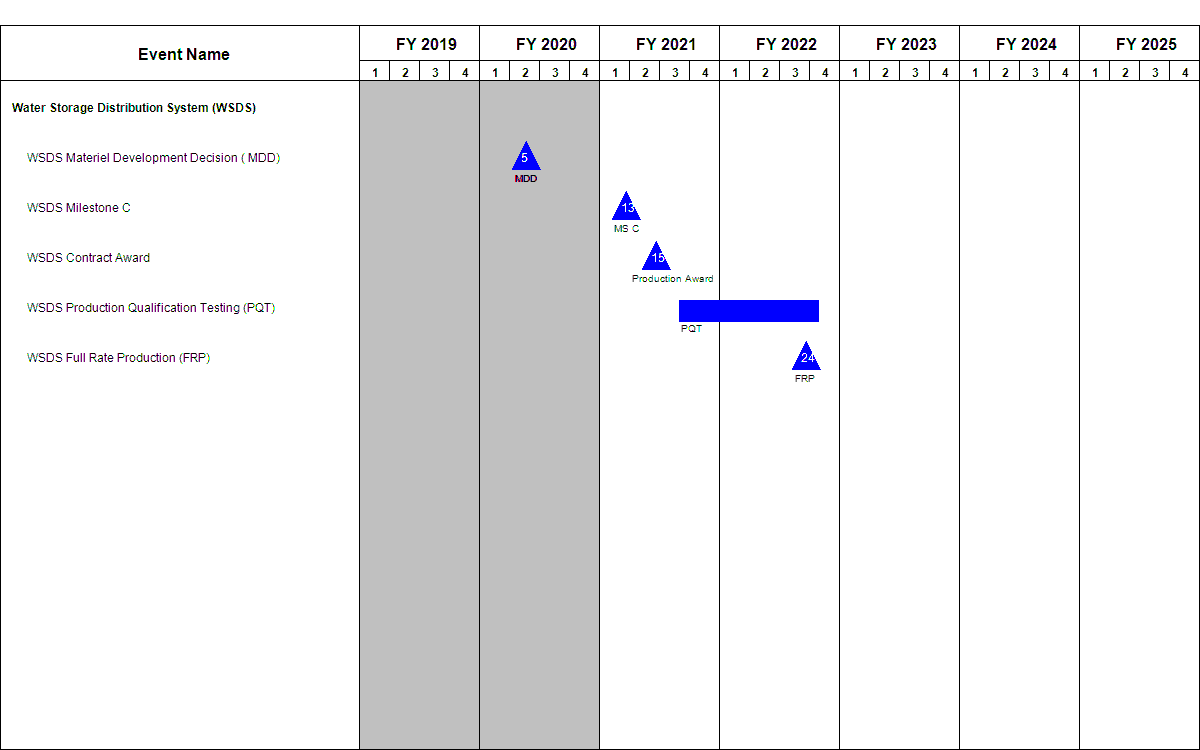 Event Name FY 2019 FY 2020 FY 2021 FY 2022 FY 2023 FY 2024 FY 2025
1 2 3 4 1 2 3 4 1 2 3 4 1 2 3 4 1 2 3 4 1 2 3 4 1 2 3 4
Water Storage Distribution System (WSDS)
WSDS Materiel Development Decision ( MDD) 5
MDD
WSDS Milestone C 13
MS C
WSDS Contract Award 15
Production Award
WSDS Production Qualification Testing (PQT)
PQT
WSDS Full Rate Production (FRP) 24
FRP